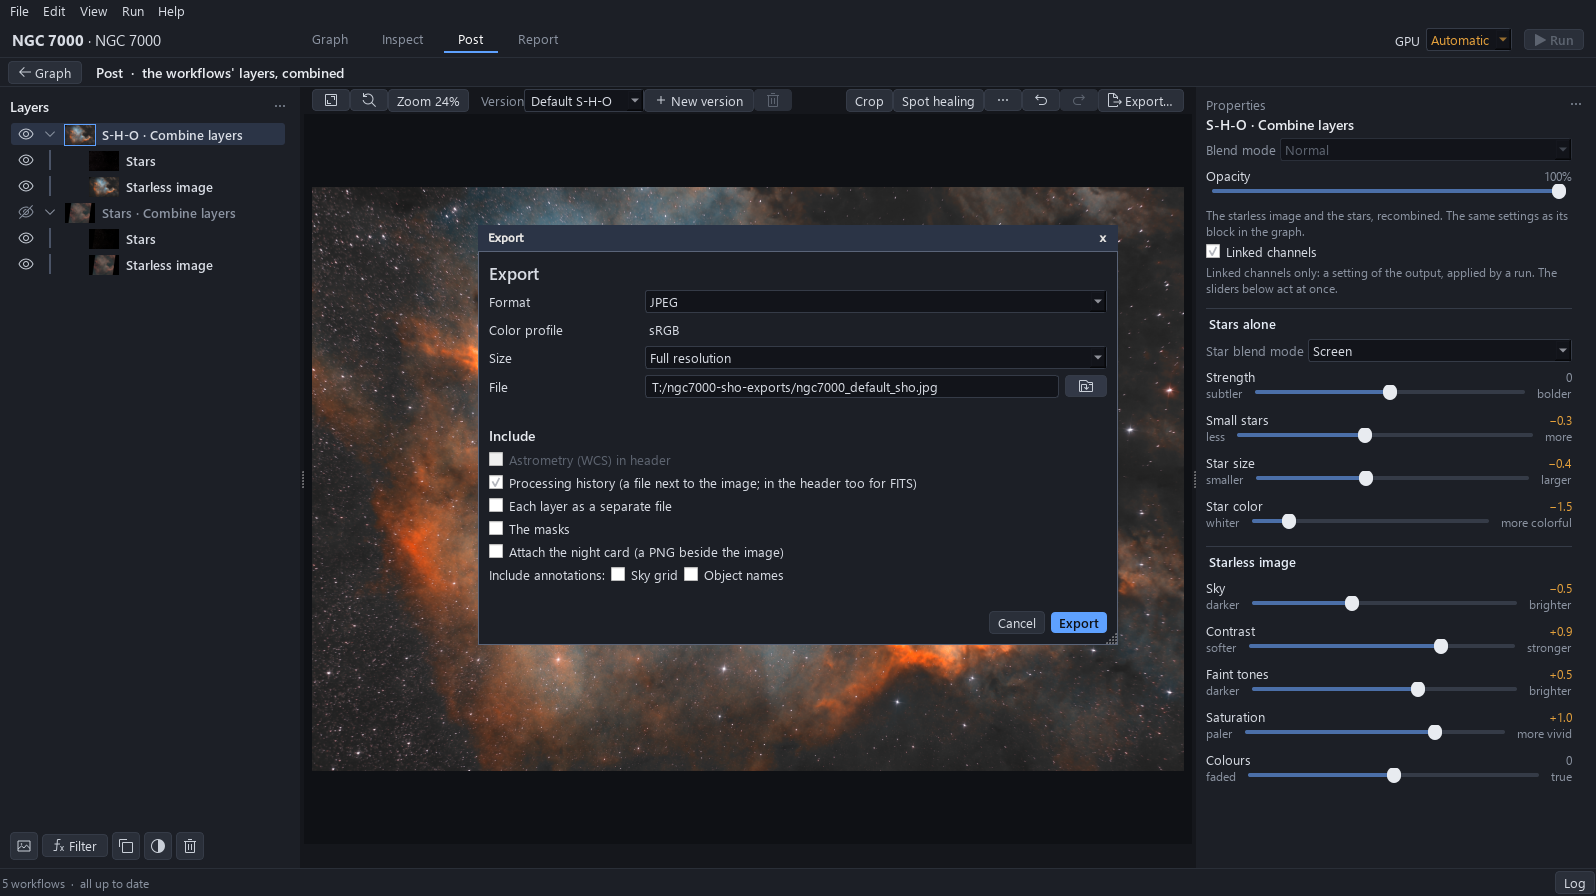 File Edit View Run Help
NGC 7000 · NGC 7000
Graph Inspect Post Report
GPU Automatic Run
Graph Post · the workflows' layers, combined
Layers
S-H-O · Combine layers
Stars
Starless image
Stars · Combine layers
Stars
Starless image
Zoom 24% Version Default S-H-O + New version Crop Spot healing ... Export...
Export x
Export
Format JPEG
Color profile sRGB
Size Full resolution
File T:/ngc7000-sho-exports/ngc7000_default_sho.jpg
Include
Astrometry (WCS) in header
Processing history (a file next to the image; in the header too for FITS)
Each layer as a separate file
The masks
Attach the night card (a PNG beside the image)
Include annotations: Sky grid Object names
Cancel Export
Properties
S-H-O · Combine layers
Blend mode Normal
Opacity 100%
The starless image and the stars, recombined. The same settings as its
block in the graph.
Linked channels
Linked channels only: a setting of the output, applied by a run. The
sliders below act at once.
Stars alone
Star blend mode Screen
Strength 0
subtler bolder
Small stars −0.3
less more
Star size −0.4
smaller larger
Star color −1.5
whiter more colorful
Starless image
Sky −0.5
darker brighter
Contrast +0.9
softer stronger
Faint tones +0.5
darker brighter
Saturation +1.0
paler more vivid
Colours 0
faded true
fx Filter
5 workflows · all up to date
Log